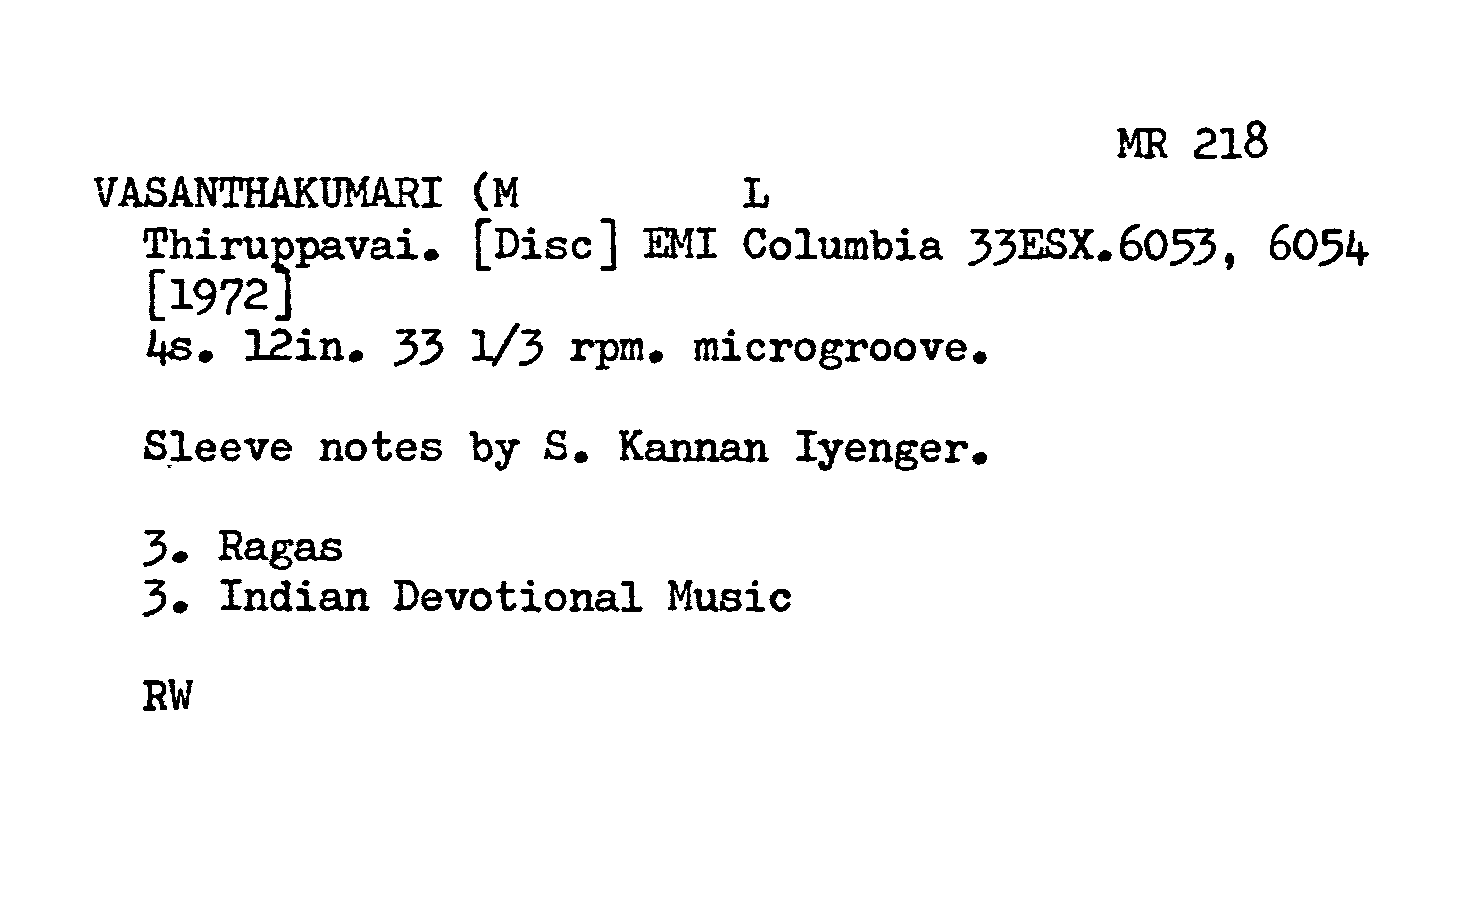 MR 218
VASANTHAKUMARI (M L
Thiruppavai. [Disc] EMI Columbia 33ESX.6053, 6054
[1972]
4s. 12in. 33 1/3 rpm. microgroove.
Sleeve notes by S. Kannan Iyenger.
3. Ragas
3. Indian Devotional Music
RW